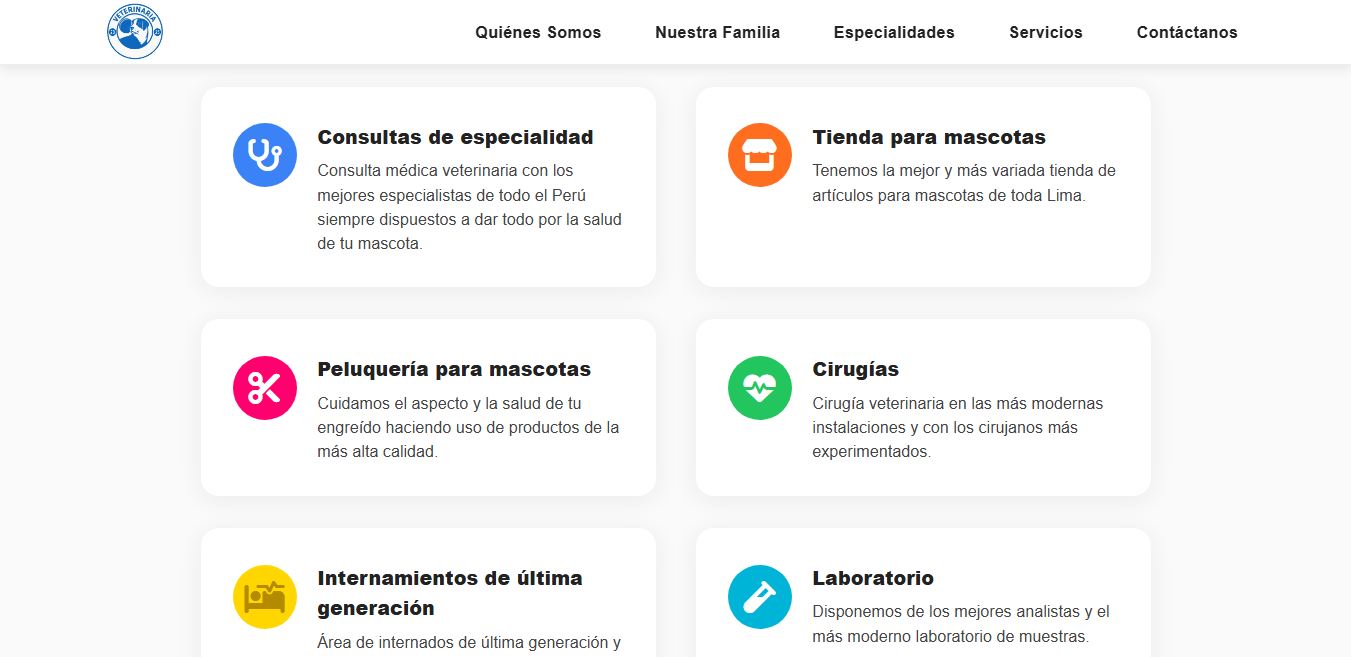 VETERINARIA
Quiénes Somos
Nuestra Familia
Especialidades
Servicios
Contáctanos
Consultas de especialidad
Consulta médica veterinaria con los
mejores especialistas de todo el Perú
siempre dispuestos a dar todo por la salud
de tu mascota.
Tienda para mascotas
Tenemos la mejor y más variada tienda de
artículos para mascotas de toda Lima.
Peluquería para mascotas
Cuidamos el aspecto y la salud de tu
engreído haciendo uso de productos de la
más alta calidad.
Cirugías
Cirugía veterinaria en las más modernas
instalaciones y con los cirujanos más
experimentados.
Internamientos de última
generación
Área de internados de última generación y
Laboratorio
Disponemos de los mejores analistas y el
más moderno laboratorio de muestras.